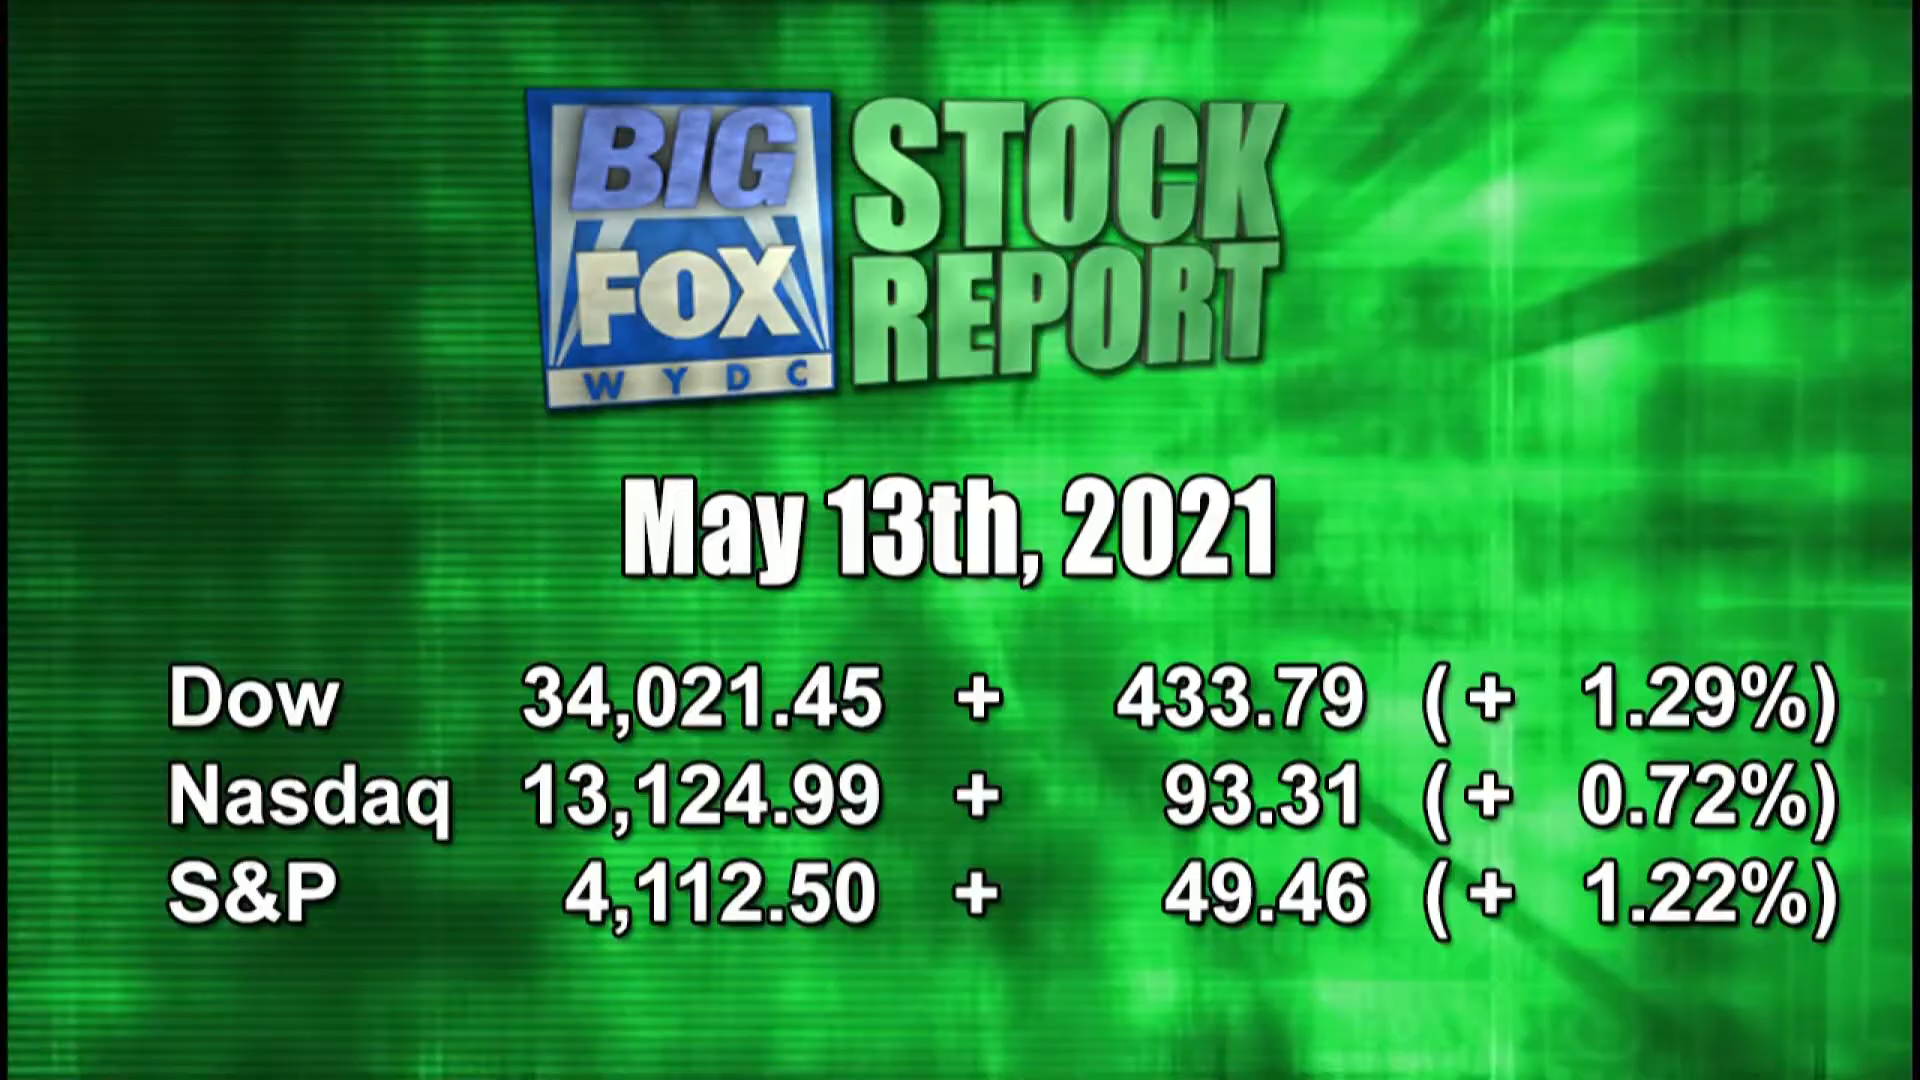 BIG
FOX
WYDC
STOCK
REPORT
May 13th, 2021
Dow 34,021.45 + 433.79 (+ 1.29%)
Nasdaq 13,124.99 + 93.31 (+ 0.72%)
S&P 4,112.50 + 49.46 (+ 1.22%)